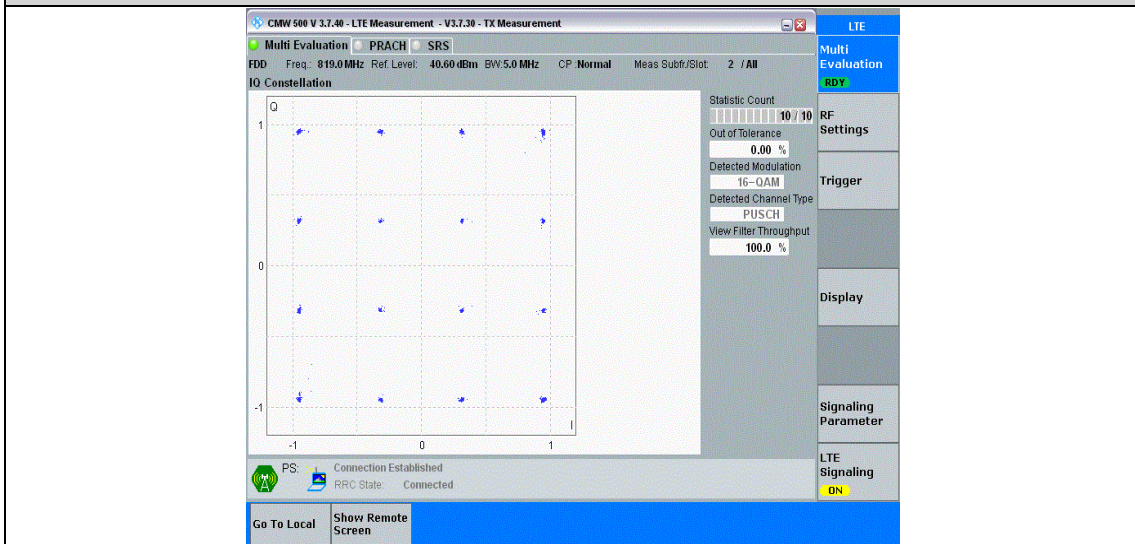 CMW 500 V 3.7.40 - LTE Measurement - V3.7.30 - TX Measurement
LTE
Multi Evaluation PRACH SRS
Multi
Evaluation
RDY
FDD Freq.: 819.0 MHz Ref. Level: 40.60 dBm BW: 5.0 MHz CP: Normal Meas Subfr./Slot: 2 / All
IQ Constellation
Q
1
0
-1
-1 0 1
I
Statistic Count
10 / 10
Out of Tolerance
0.00 %
Detected Modulation
16-QAM
Detected Channel Type
PUSCH
View Filter Throughput
100.0 %
RF
Settings
Trigger
Display
Signaling
Parameter
LTE
Signaling
ON
PS: Connection Established
RRC State: Connected
Go To Local
Show Remote
Screen